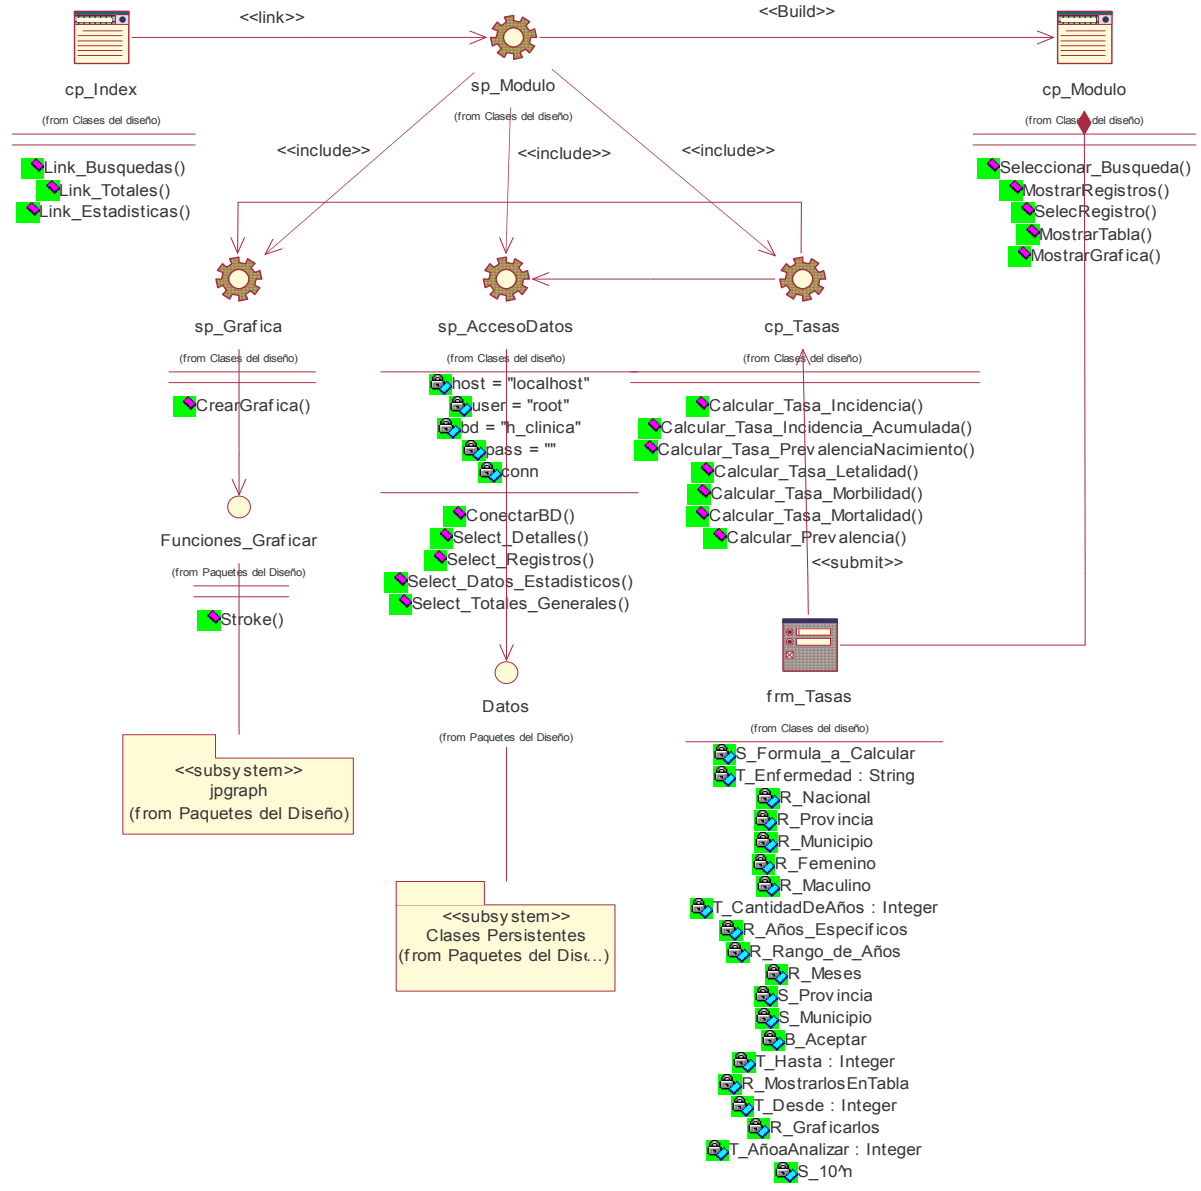 <<link>>
<<Build>>
cp_Index
(from Clases del diseño)
Link_Busquedas()
Link_Totales()
Link_Estadisticas()
sp_Modulo
(from Clases del diseño)
cp_Modulo
(from Clases del diseño)
Seleccionar_Busqueda()
MostrarRegistros()
SelecRegistro()
MostrarTabla()
MostrarGrafica()
<<include>>
<<include>>
<<include>>
sp_Grafica
(from Clases del diseño)
CrearGrafica()
sp_AccesoDatos
(from Clases del diseño)
host = "localhost"
user = "root"
bd = "h_clinica"
pass = ""
conn
ConectarBD()
Select_Detalles()
Select_Registros()
Select_Datos_Estadisticos()
Select_Totales_Generales()
cp_Tasas
(from Clases del diseño)
Calcular_Tasa_Incidencia()
Calcular_Tasa_Incidencia_Acumulada()
Calcular_Tasa_PrevalenciaNacimiento()
Calcular_Tasa_Letalidad()
Calcular_Tasa_Morbilidad()
Calcular_Tasa_Mortalidad()
Calcular_Prevalencia()
<<submit>>
Funciones_Graficar
(from Paquetes del Diseño)
Stroke()
<<subsystem>>
jpgraph
(from Paquetes del Diseño)
Datos
(from Paquetes del Diseño)
<<subsystem>>
Clases Persistentes
(from Paquetes del Dise...)
frm_Tasas
(from Clases del diseño)
S_Formula_a_Calcular
T_Enfermedad : String
R_Nacional
R_Provincia
R_Municipio
R_Femenino
R_Maculino
T_CantidadDeAños : Integer
R_Años_Especificos
R_Rango_de_Años
R_Meses
S_Provincia
S_Municipio
B_Aceptar
T_Hasta : Integer
R_MostrarlosEnTabla
T_Desde : Integer
R_Graficarlos
T_AñoaAnalizar : Integer
S_10^n